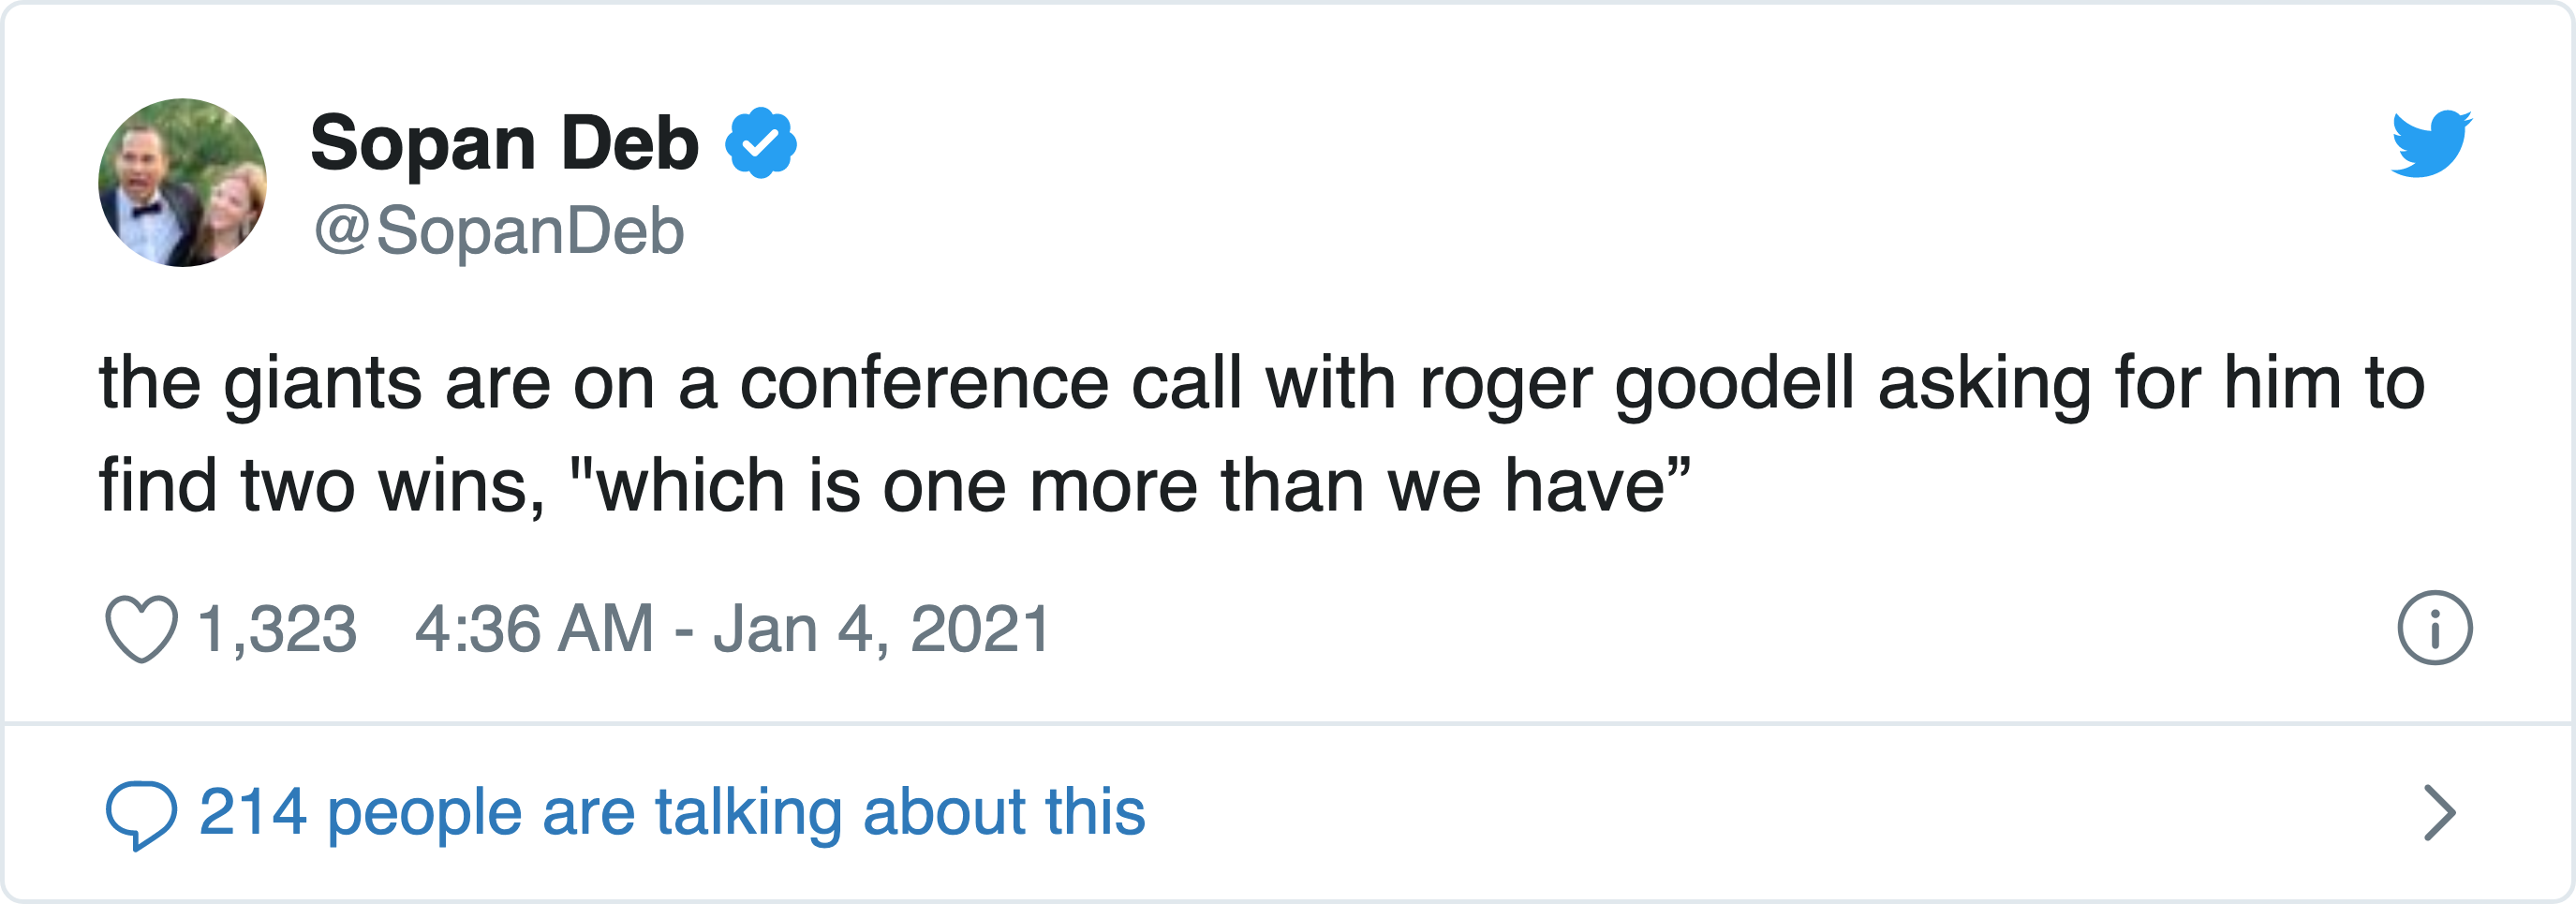 Sopan Deb
@SopanDeb
the giants are on a conference call with roger goodell asking for him to
find two wins, "which is one more than we have”
1,323 4:36 AM - Jan 4, 2021
214 people are talking about this